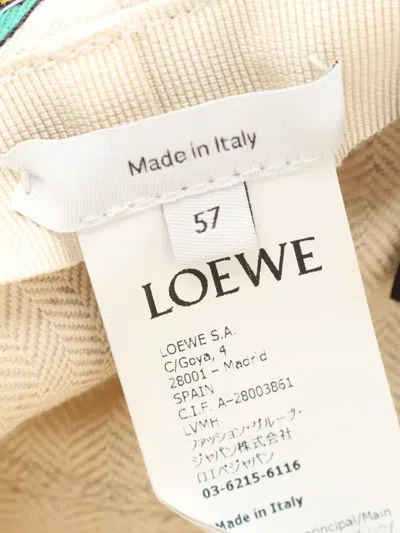 Made in Italy
57
LOEWE
LOEWE S.A.
C/Goya, 4
28001 - Madrid
SPAIN
C.I.F. A-28003861
LVMH
ファッション・グループ・
ジャパン株式会社
ロエベジャパン
03-6215-6116
Made in Italy
principal/Main